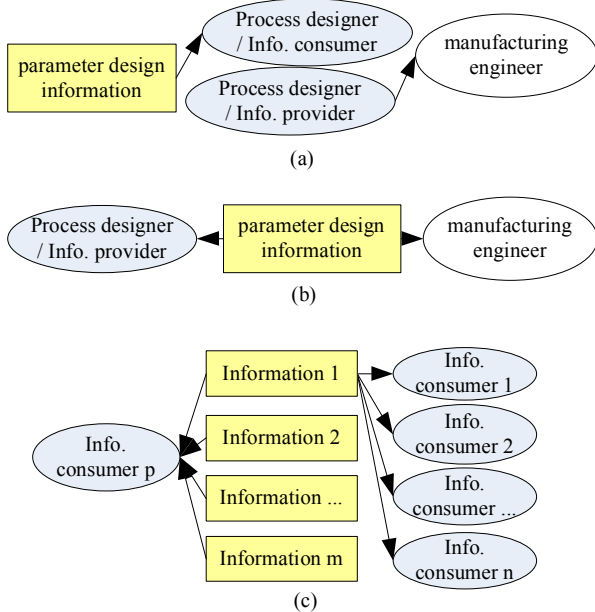 Process designer
/ Info. consumer
parameter design
information
manufacturing
engineer
Process designer
/ Info. provider
(a)
Process designer
/ Info. provider
parameter design
information
manufacturing
engineer
(b)
Information 1
Info.
consumer 1
Info.
consumer p
Information 2
Info.
consumer 2
Information ...
Info.
consumer ...
Information m
Info.
consumer n
(c)